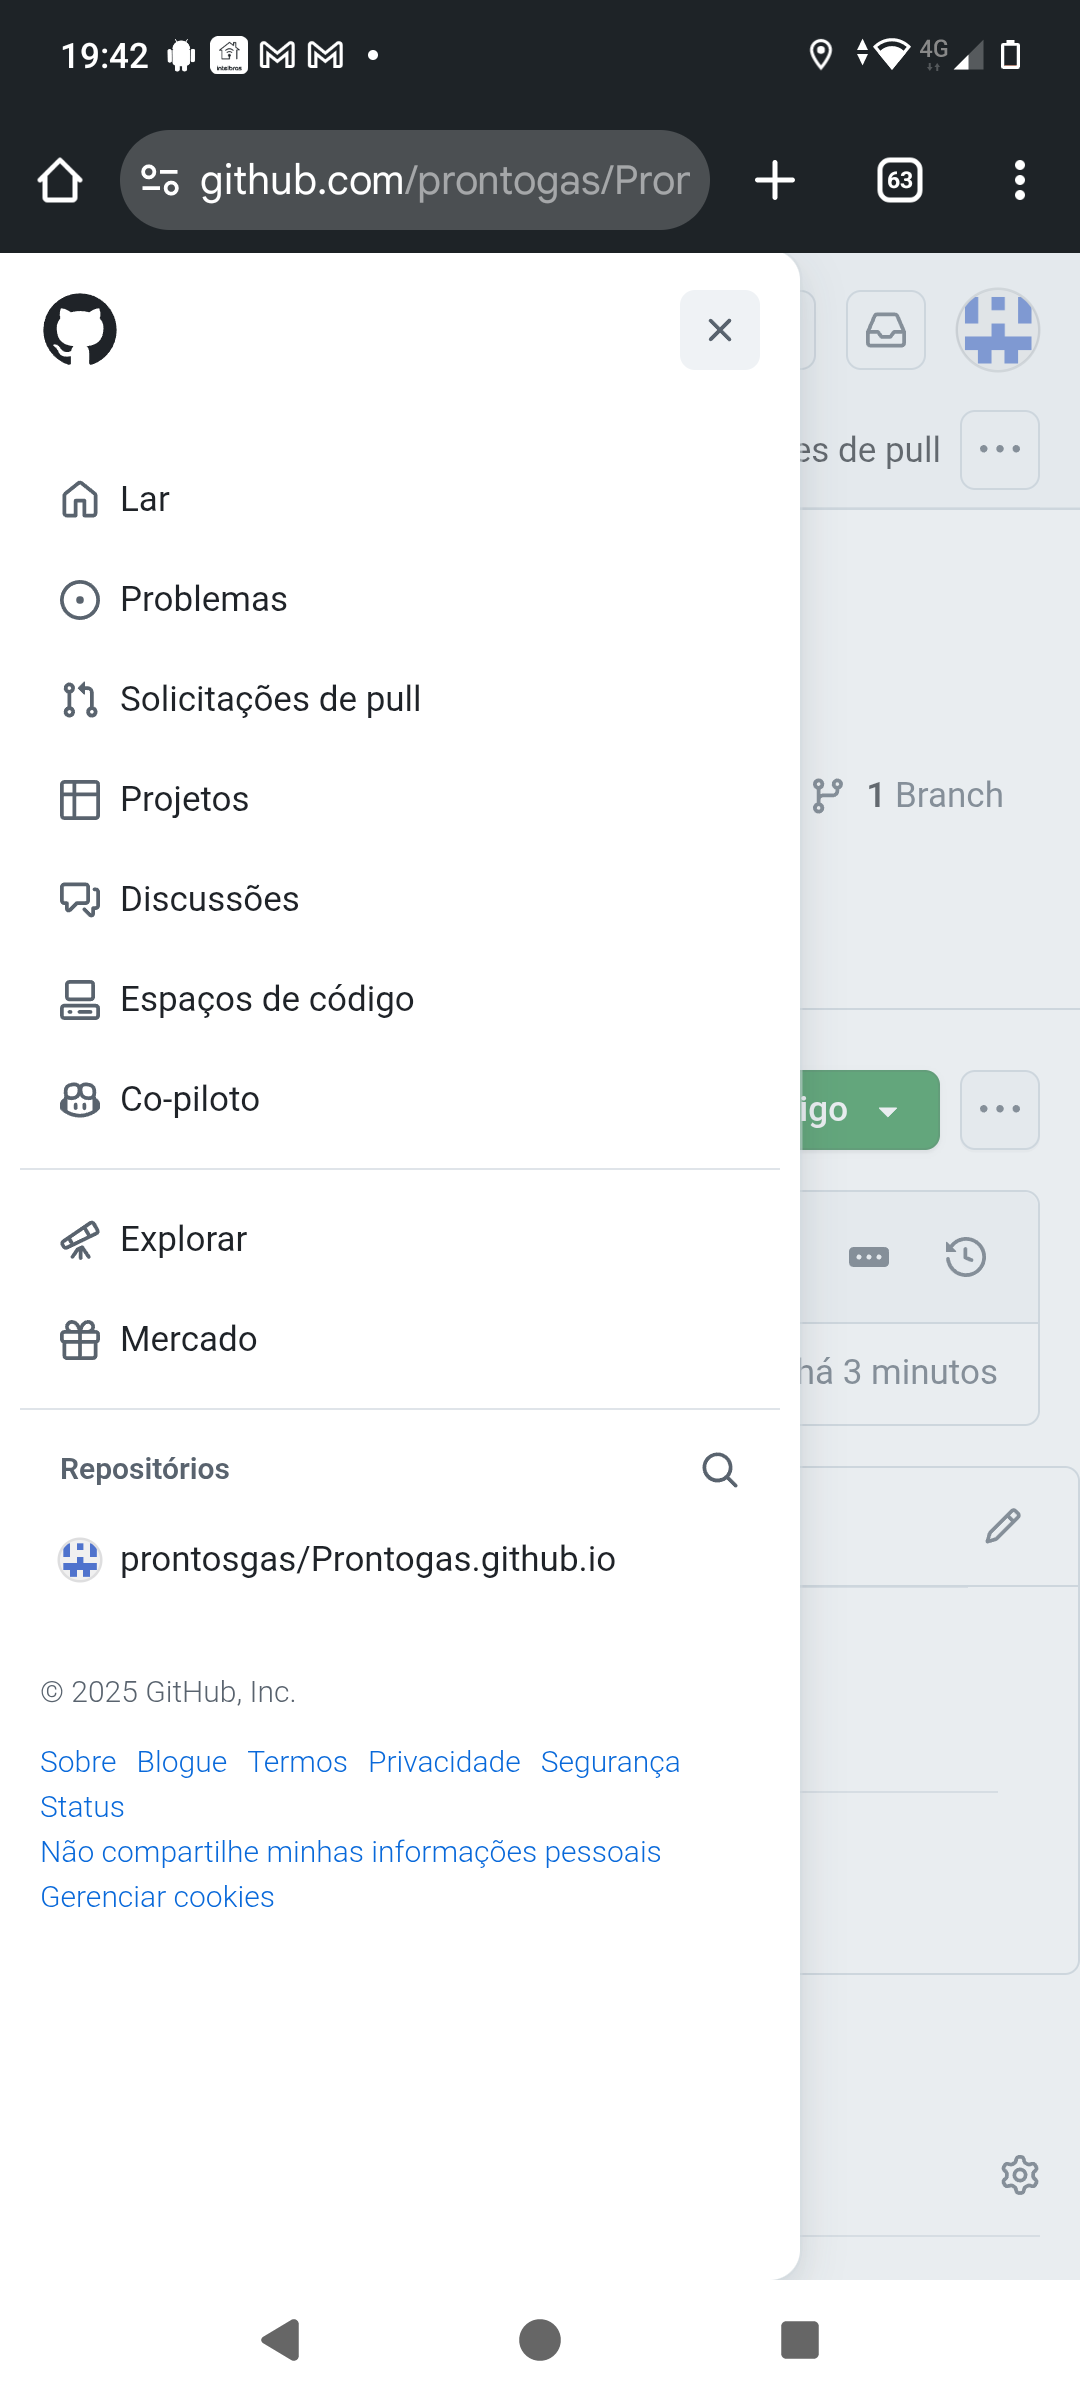 19:42
intelbras
4G
github.com/prontogas/Pror
63
es de pull
Lar
Problemas
Solicitações de pull
Projetos
1 Branch
Discussões
Espaços de código
Co-piloto
igo
Explorar
Mercado
há 3 minutos
Repositórios
prontosgas/Prontogas.github.io
© 2025 GitHub, Inc.
Sobre Blogue Termos Privacidade Segurança
Status
Não compartilhe minhas informações pessoais
Gerenciar cookies